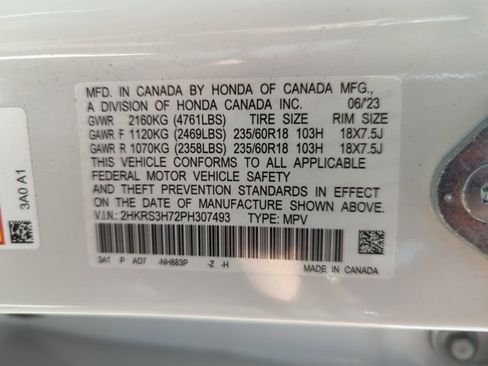 MFD. IN CANADA BY HONDA OF CANADA MFG.,
A DIVISION OF HONDA CANADA INC. 06/23
GVWR 2160KG (4761LBS) TIRE SIZE RIM SIZE
GAWR F 1120KG (2469LBS) 235/60R18 103H 18X7.5J
GAWR R 1070KG (2358LBS) 235/60R18 103H 18X7.5J
THIS VEHICLE CONFORMS TO ALL APPLICABLE
FEDERAL MOTOR VEHICLE SAFETY
AND THEFT PREVENTION STANDARDS IN EFFECT
ON THE DATE OF MANUFACTURE SHOWN ABOVE.
V.I.N.: 2HKRS3H72PH307493 TYPE: MPV
3A1 P AD7 -NH883P -Z -H
MADE IN CANADA
3A0 A1